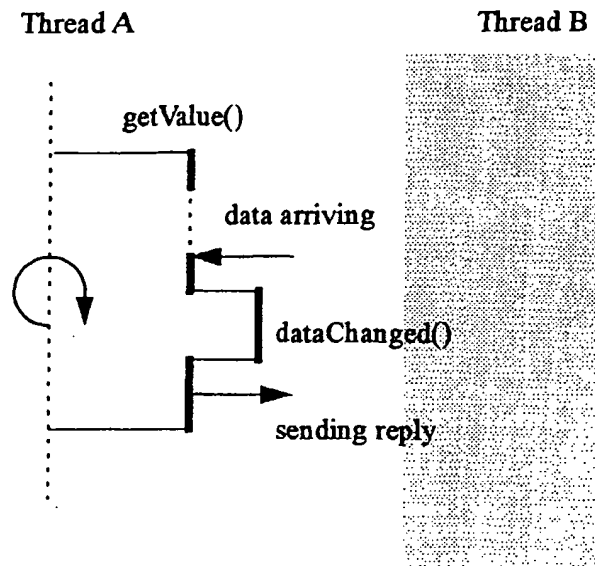 Thread A
Thread B
getValue()
data arriving
dataChanged()
sending reply